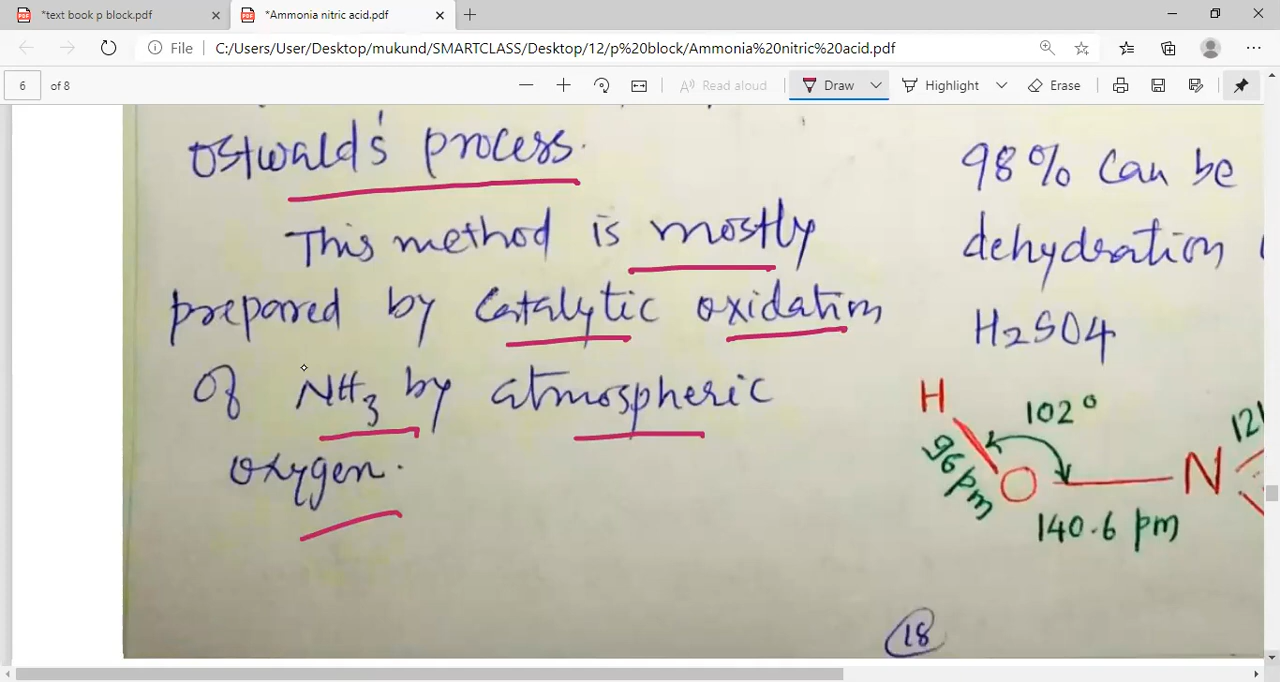 *text book p block.pdf
*Ammonia nitric acid.pdf
File
C:/Users/User/Desktop/mukund/SMARTCLASS/Desktop/12/p%20block/Ammonia%20nitric%20acid.pdf
6 of 8
Read aloud
Draw
Highlight
Erase
Ostwald's process.
This method is mostly
prepared by catalytic oxidation
of NH3 by atmospheric
oxygen.
98% can be
dehydration
H2SO4
H
102°
96 pm
O
N
140.6 pm
18